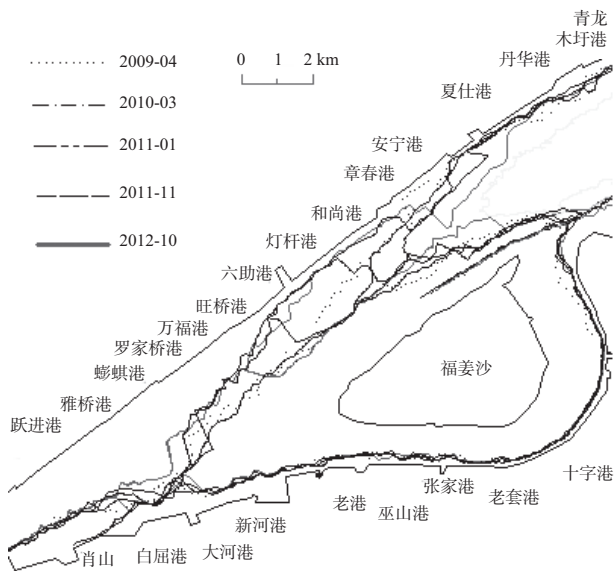 青龙
木圩港
丹华港
夏仕港
安宁港
章春港
和尚港
灯杆港
六助港
旺桥港
万福港
罗家桥港
蟛蜞港
雅桥港
跃进港
2009-04
2010-03
2011-01
2011-11
2012-10
0 1 2 km
福姜沙
十字港
老套港
张家港
巫山港
老港
新河港
大河港
白屈港
肖山